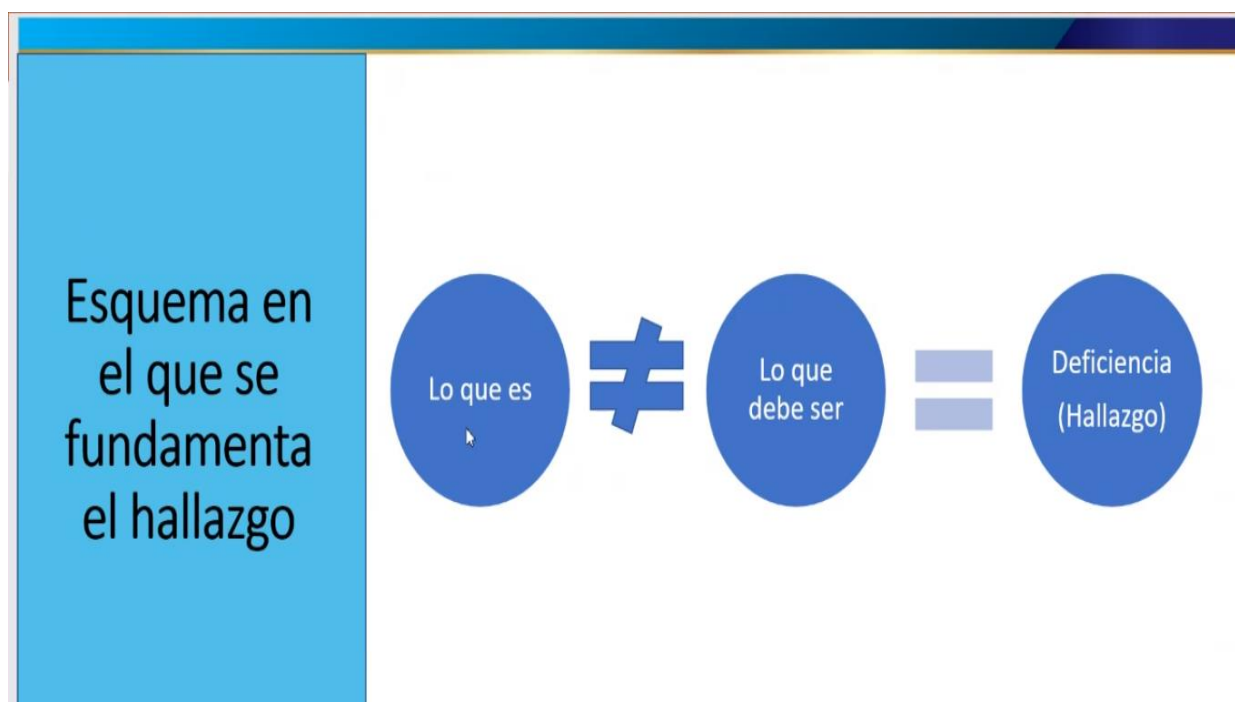 Esquema en
el que se
fundamenta
el hallazgo
Lo que es
≠
Lo que
debe ser
=
Deficiencia
(Hallazgo)